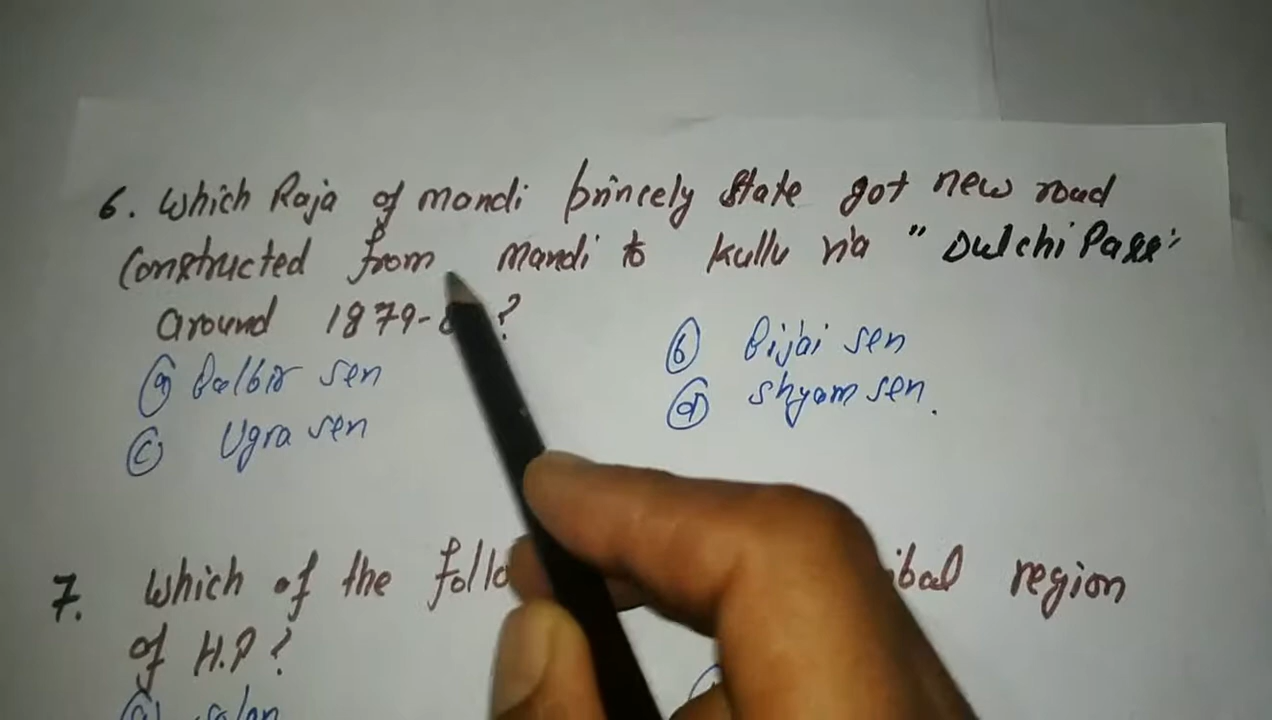 6. Which Raja of Mandi princely State got new road
Constructed from Mandi to Kullu via "Dulchi Pass"
around 1879- ?
(a) Balbir sen (b) Bijai sen
(c) Ugra sen (d) Shyam sen.
7. Which of the region
of H.P ?
(a) solan